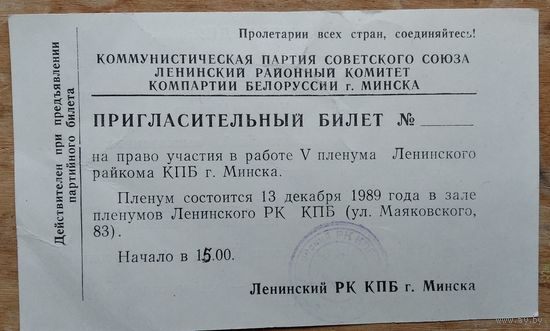 Действителен при предъявлении
партийного билета
Пролетарии всех стран, соединяйтесь!
КОММУНИСТИЧЕСКАЯ ПАРТИЯ СОВЕТСКОГО СОЮЗА
ЛЕНИНСКИЙ РАЙОННЫЙ КОМИТЕТ
КОМПАРТИИ БЕЛОРУССИИ г. МИНСКА
ПРИГЛАСИТЕЛЬНЫЙ БИЛЕТ №
на право участия в работе V пленума Ленинского
райкома КПБ г. Минска.
Пленум состоится 13 декабря 1989 года в зале
пленумов Ленинского РК КПБ (ул. Маяковского,
83).
Начало в 15.00.
Ленинский РК КПБ г. Минска